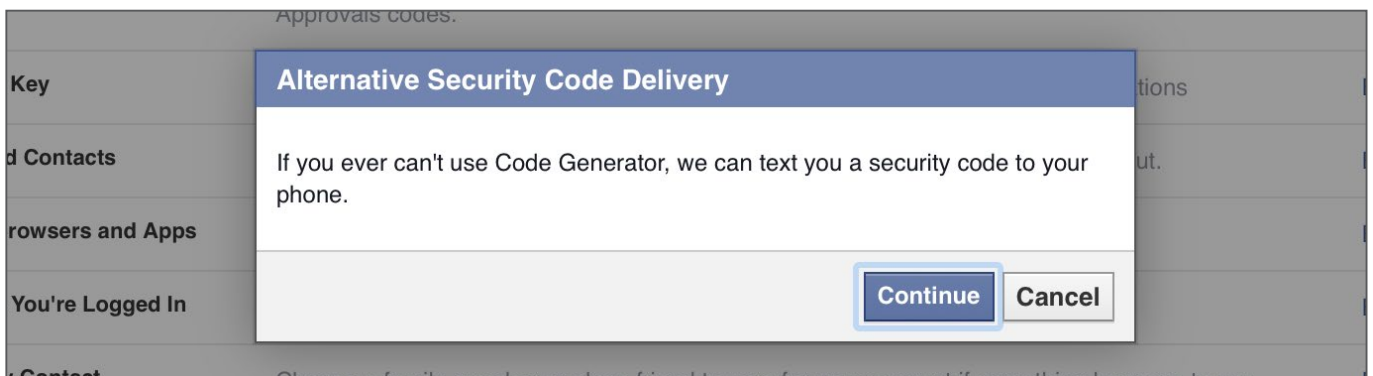 Approvals codes.
Alternative Security Code Delivery
Key
tions
If you ever can't use Code Generator, we can text you a security code to your
phone.
d Contacts
ut.
rowsers and Apps
You're Logged In
Continue
Cancel
Contact